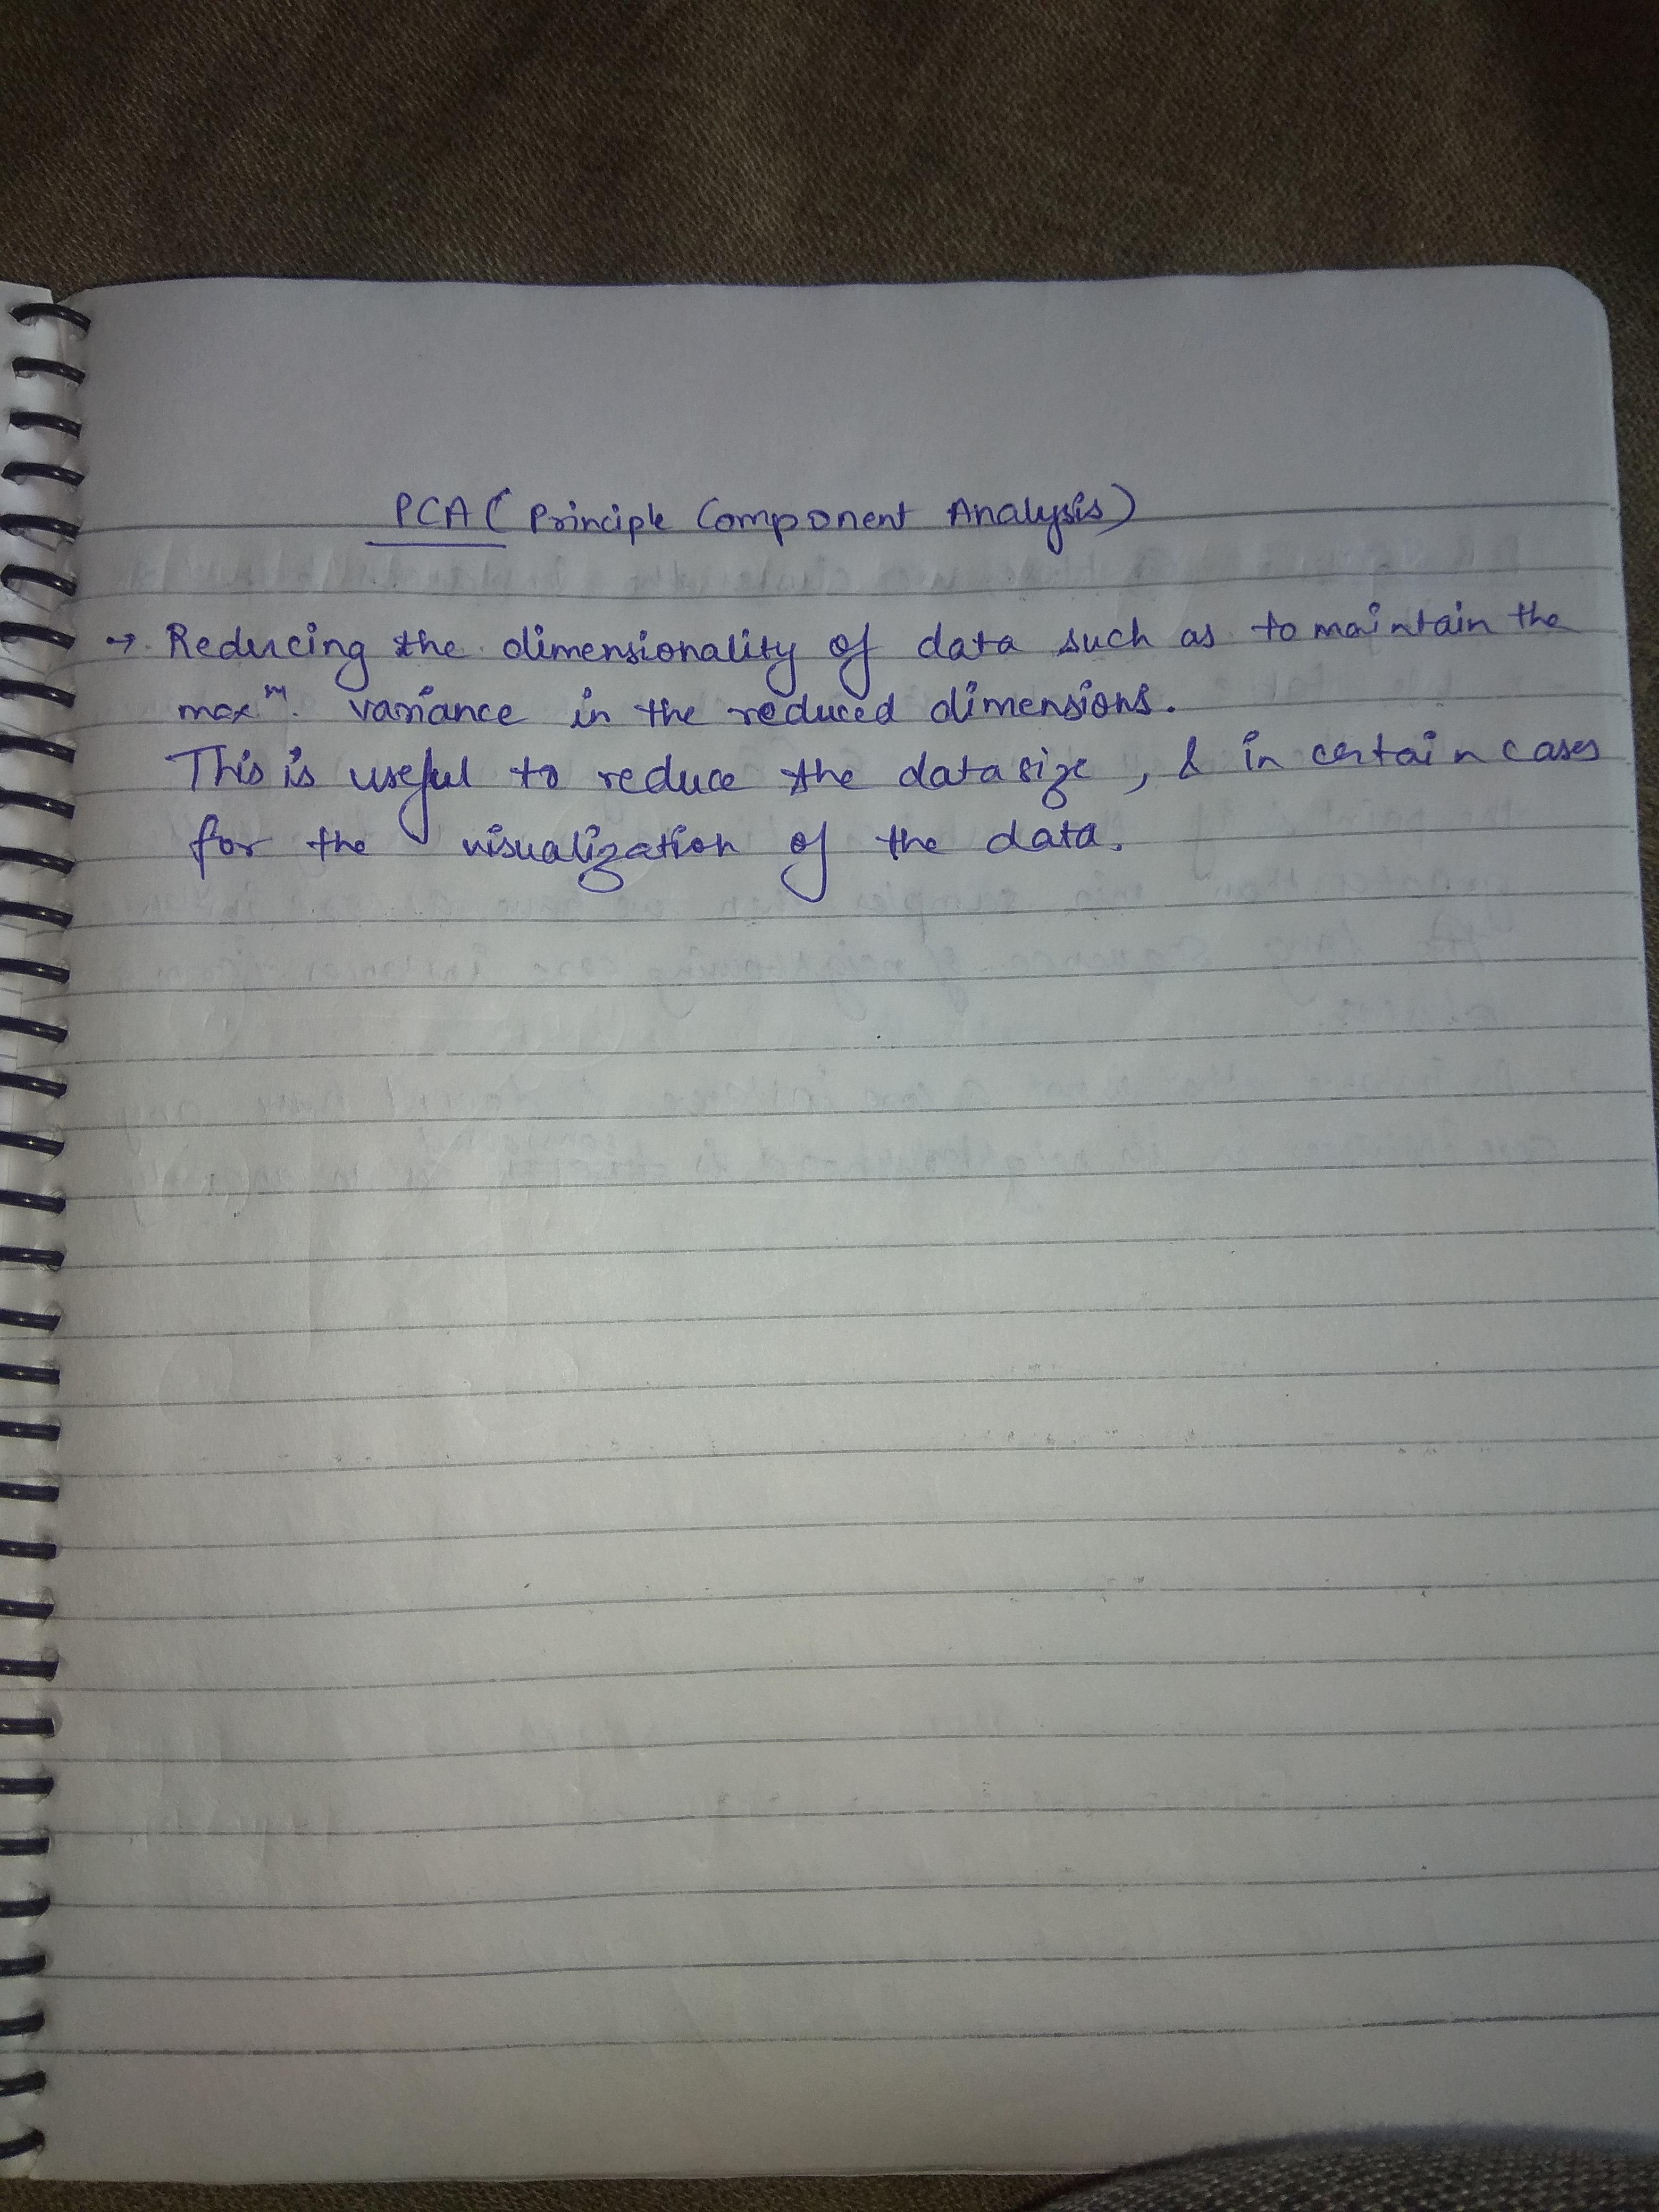 PCA (Principle Component Analysis)
→ Reducing the dimensionality of data such as to maintain the
maxᵐ. variance in the reduced dimensions.
This is useful to reduce the data size, & in certain cases
for the visualization of the data.